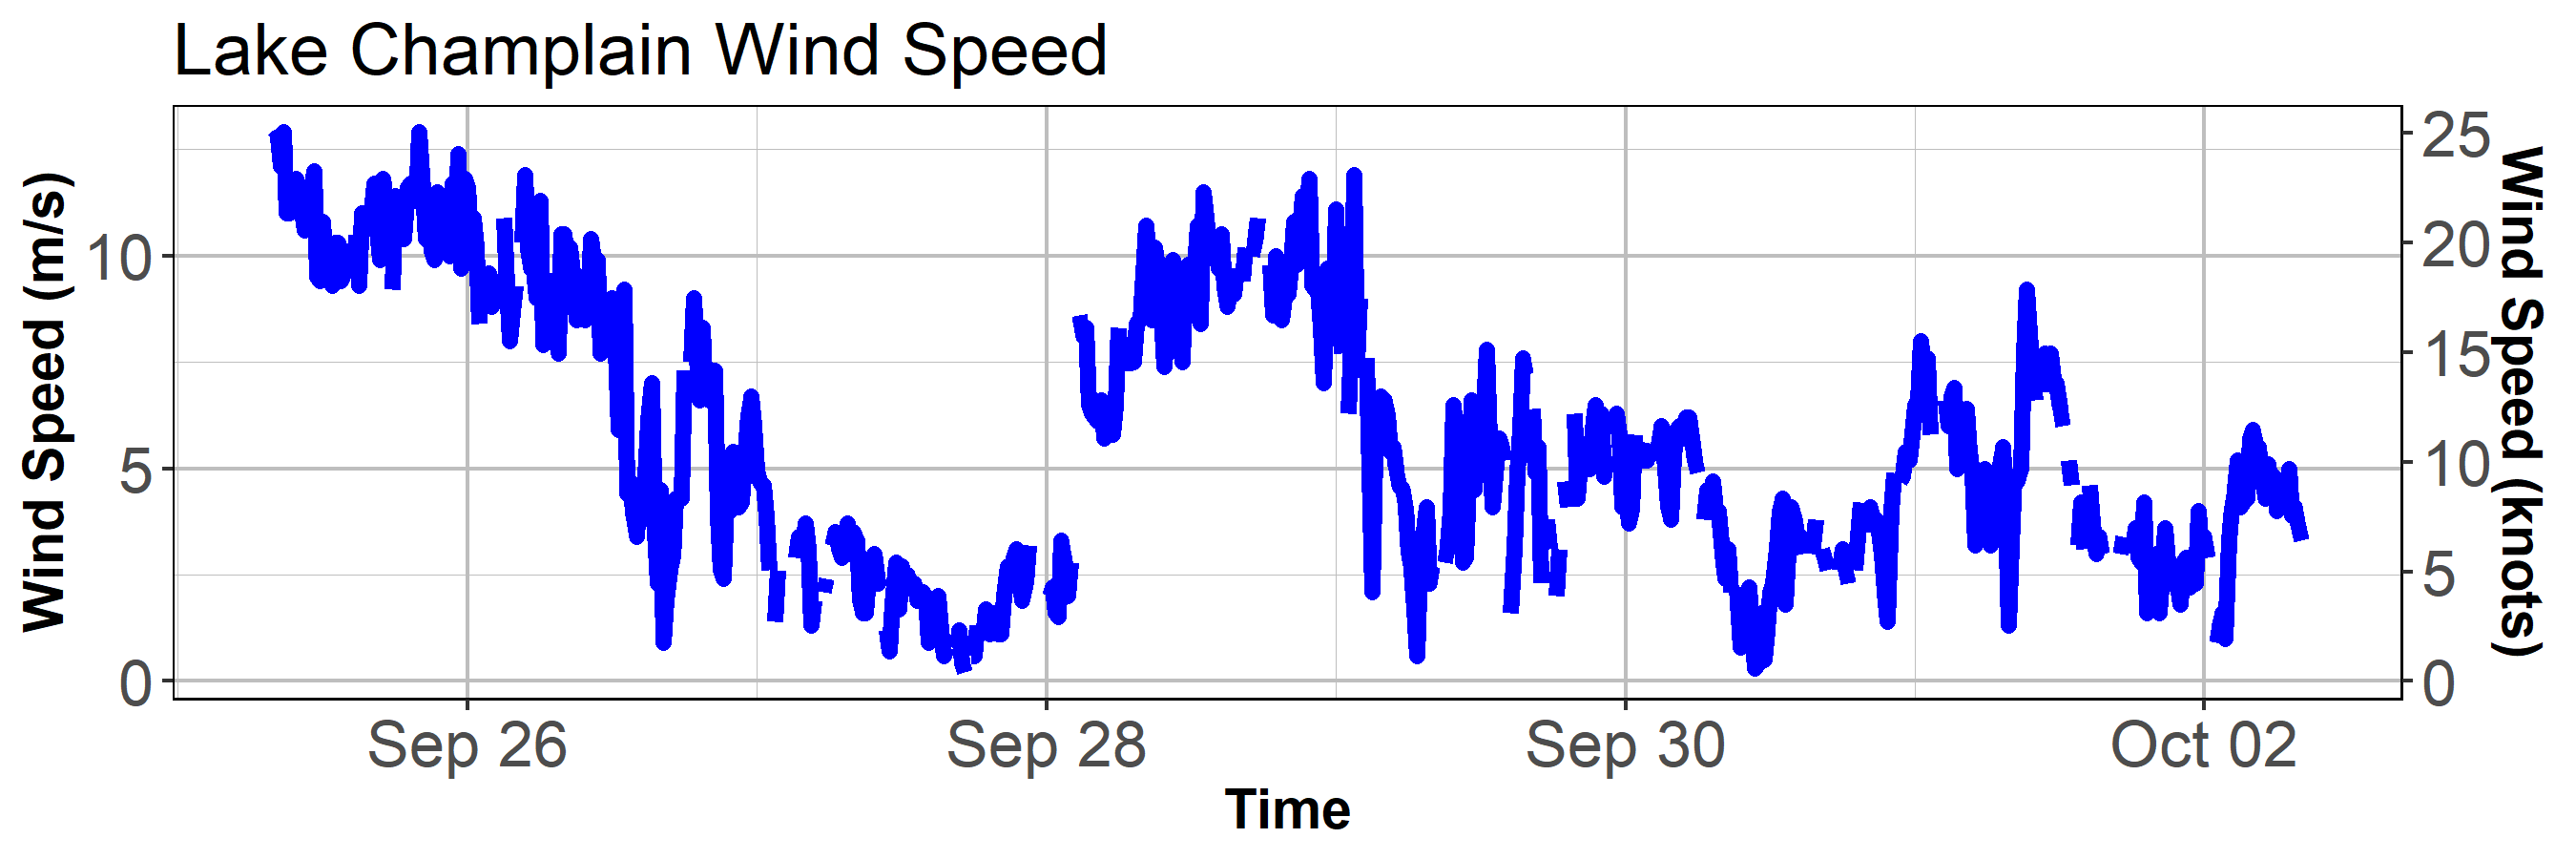 Lake Champlain Wind Speed
Wind Speed (m/s)
10
5
0
25
20
15
10
5
0
Wind Speed (knots)
Sep 26
Sep 28
Sep 30
Oct 02
Time